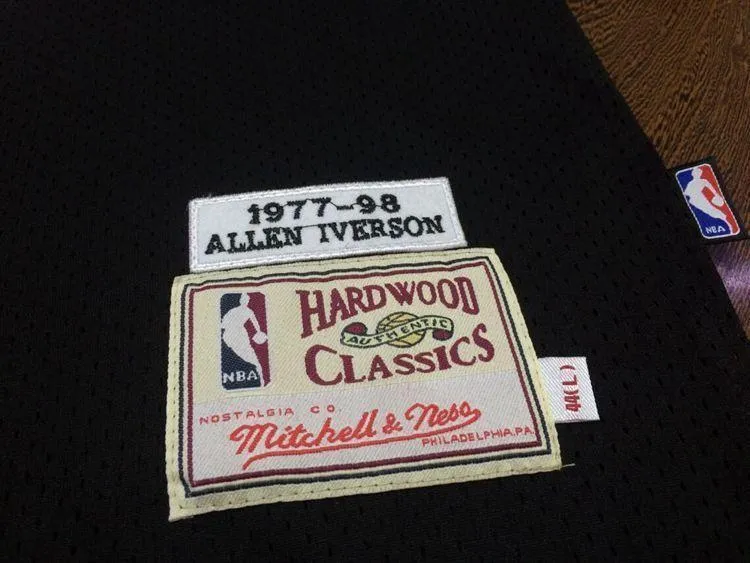 1977-98
ALLEN IVERSON
NBA
HARDWOOD
AUTHENTIC
CLASSICS
NBA
44(L)
NOSTALGIA CO.
Mitchell & Ness
PHILADELPHIA,PA